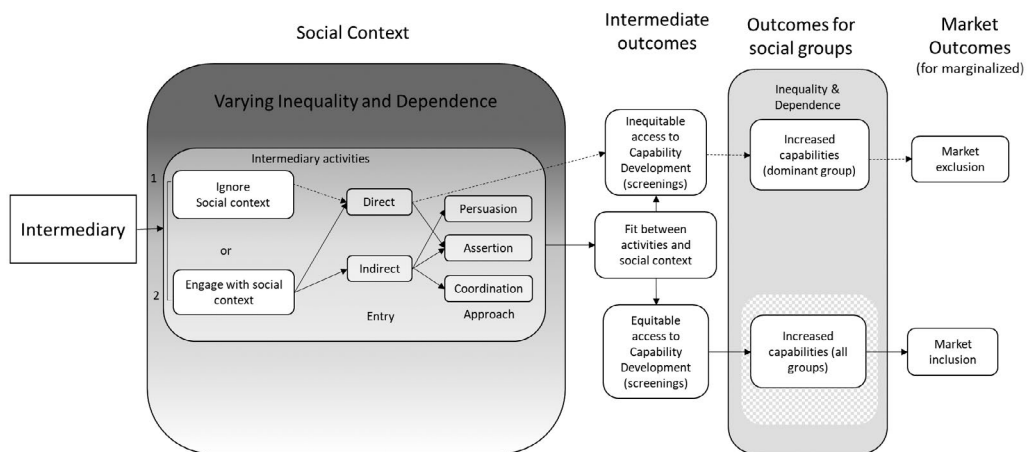 Social Context
Intermediate
outcomes
Outcomes for
social groups
Market
Outcomes
(for marginalized)
Varying Inequality and Dependence
Inequality &
Dependence
Intermediary activities
1
Ignore
Social context
or
2
Engage with social
context
Intermediary
Direct
Indirect
Entry
Persuasion
Assertion
Coordination
Approach
Inequitable
access to
Capability
Development
(screenings)
Fit between
activities and
social context
Equitable
access to
Capability
Development
(screenings)
Increased
capabilities
(dominant group)
Increased
capabilities (all
groups)
Market
exclusion
Market
inclusion